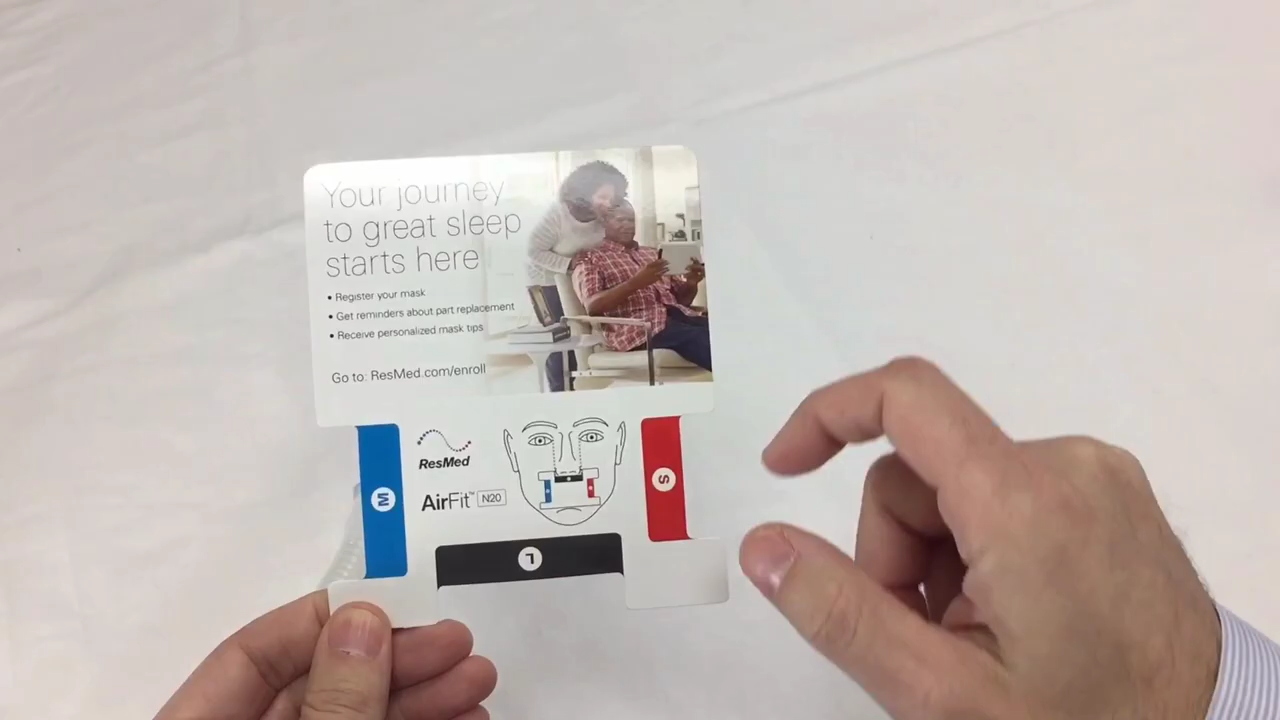 Your journey
to great sleep
starts here
• Register your mask
• Get reminders about part replacement
• Receive personalized mask tips
Go to: ResMed.com/enroll
ResMed
AirFit™ N20
M
S
L